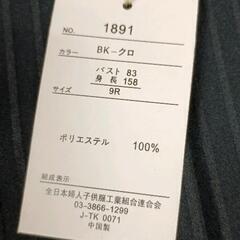 NO. 1891
カラー BK-クロ
バスト 83
身長 158
サイズ 9R
ポリエステル 100%
組成表示
全日本婦人子供服工業組合連合会
03-3866-1299
J-TK 0071
中国製